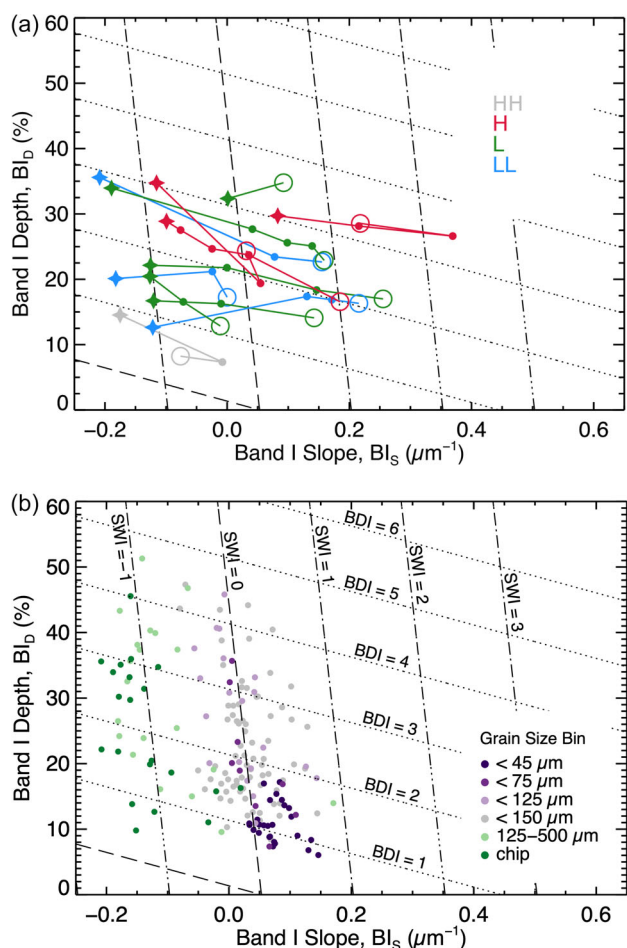 (a)
60
50
40
30
20
10
0
Band I Depth, BI_D (%)
HH
H
L
LL
−0.2 0.0 0.2 0.4 0.6
Band I Slope, BI_S (μm⁻¹)
(b)
60
50
40
30
20
10
0
Band I Depth, BI_D (%)
SWI = −1
SWI = 0
SWI = 1
SWI = 2
SWI = 3
BDI = 6
BDI = 5
BDI = 4
BDI = 3
BDI = 2
BDI = 1
Grain Size Bin
< 45 μm
< 75 μm
< 125 μm
< 150 μm
125–500 μm
chip
−0.2 0.0 0.2 0.4 0.6
Band I Slope, BI_S (μm⁻¹)